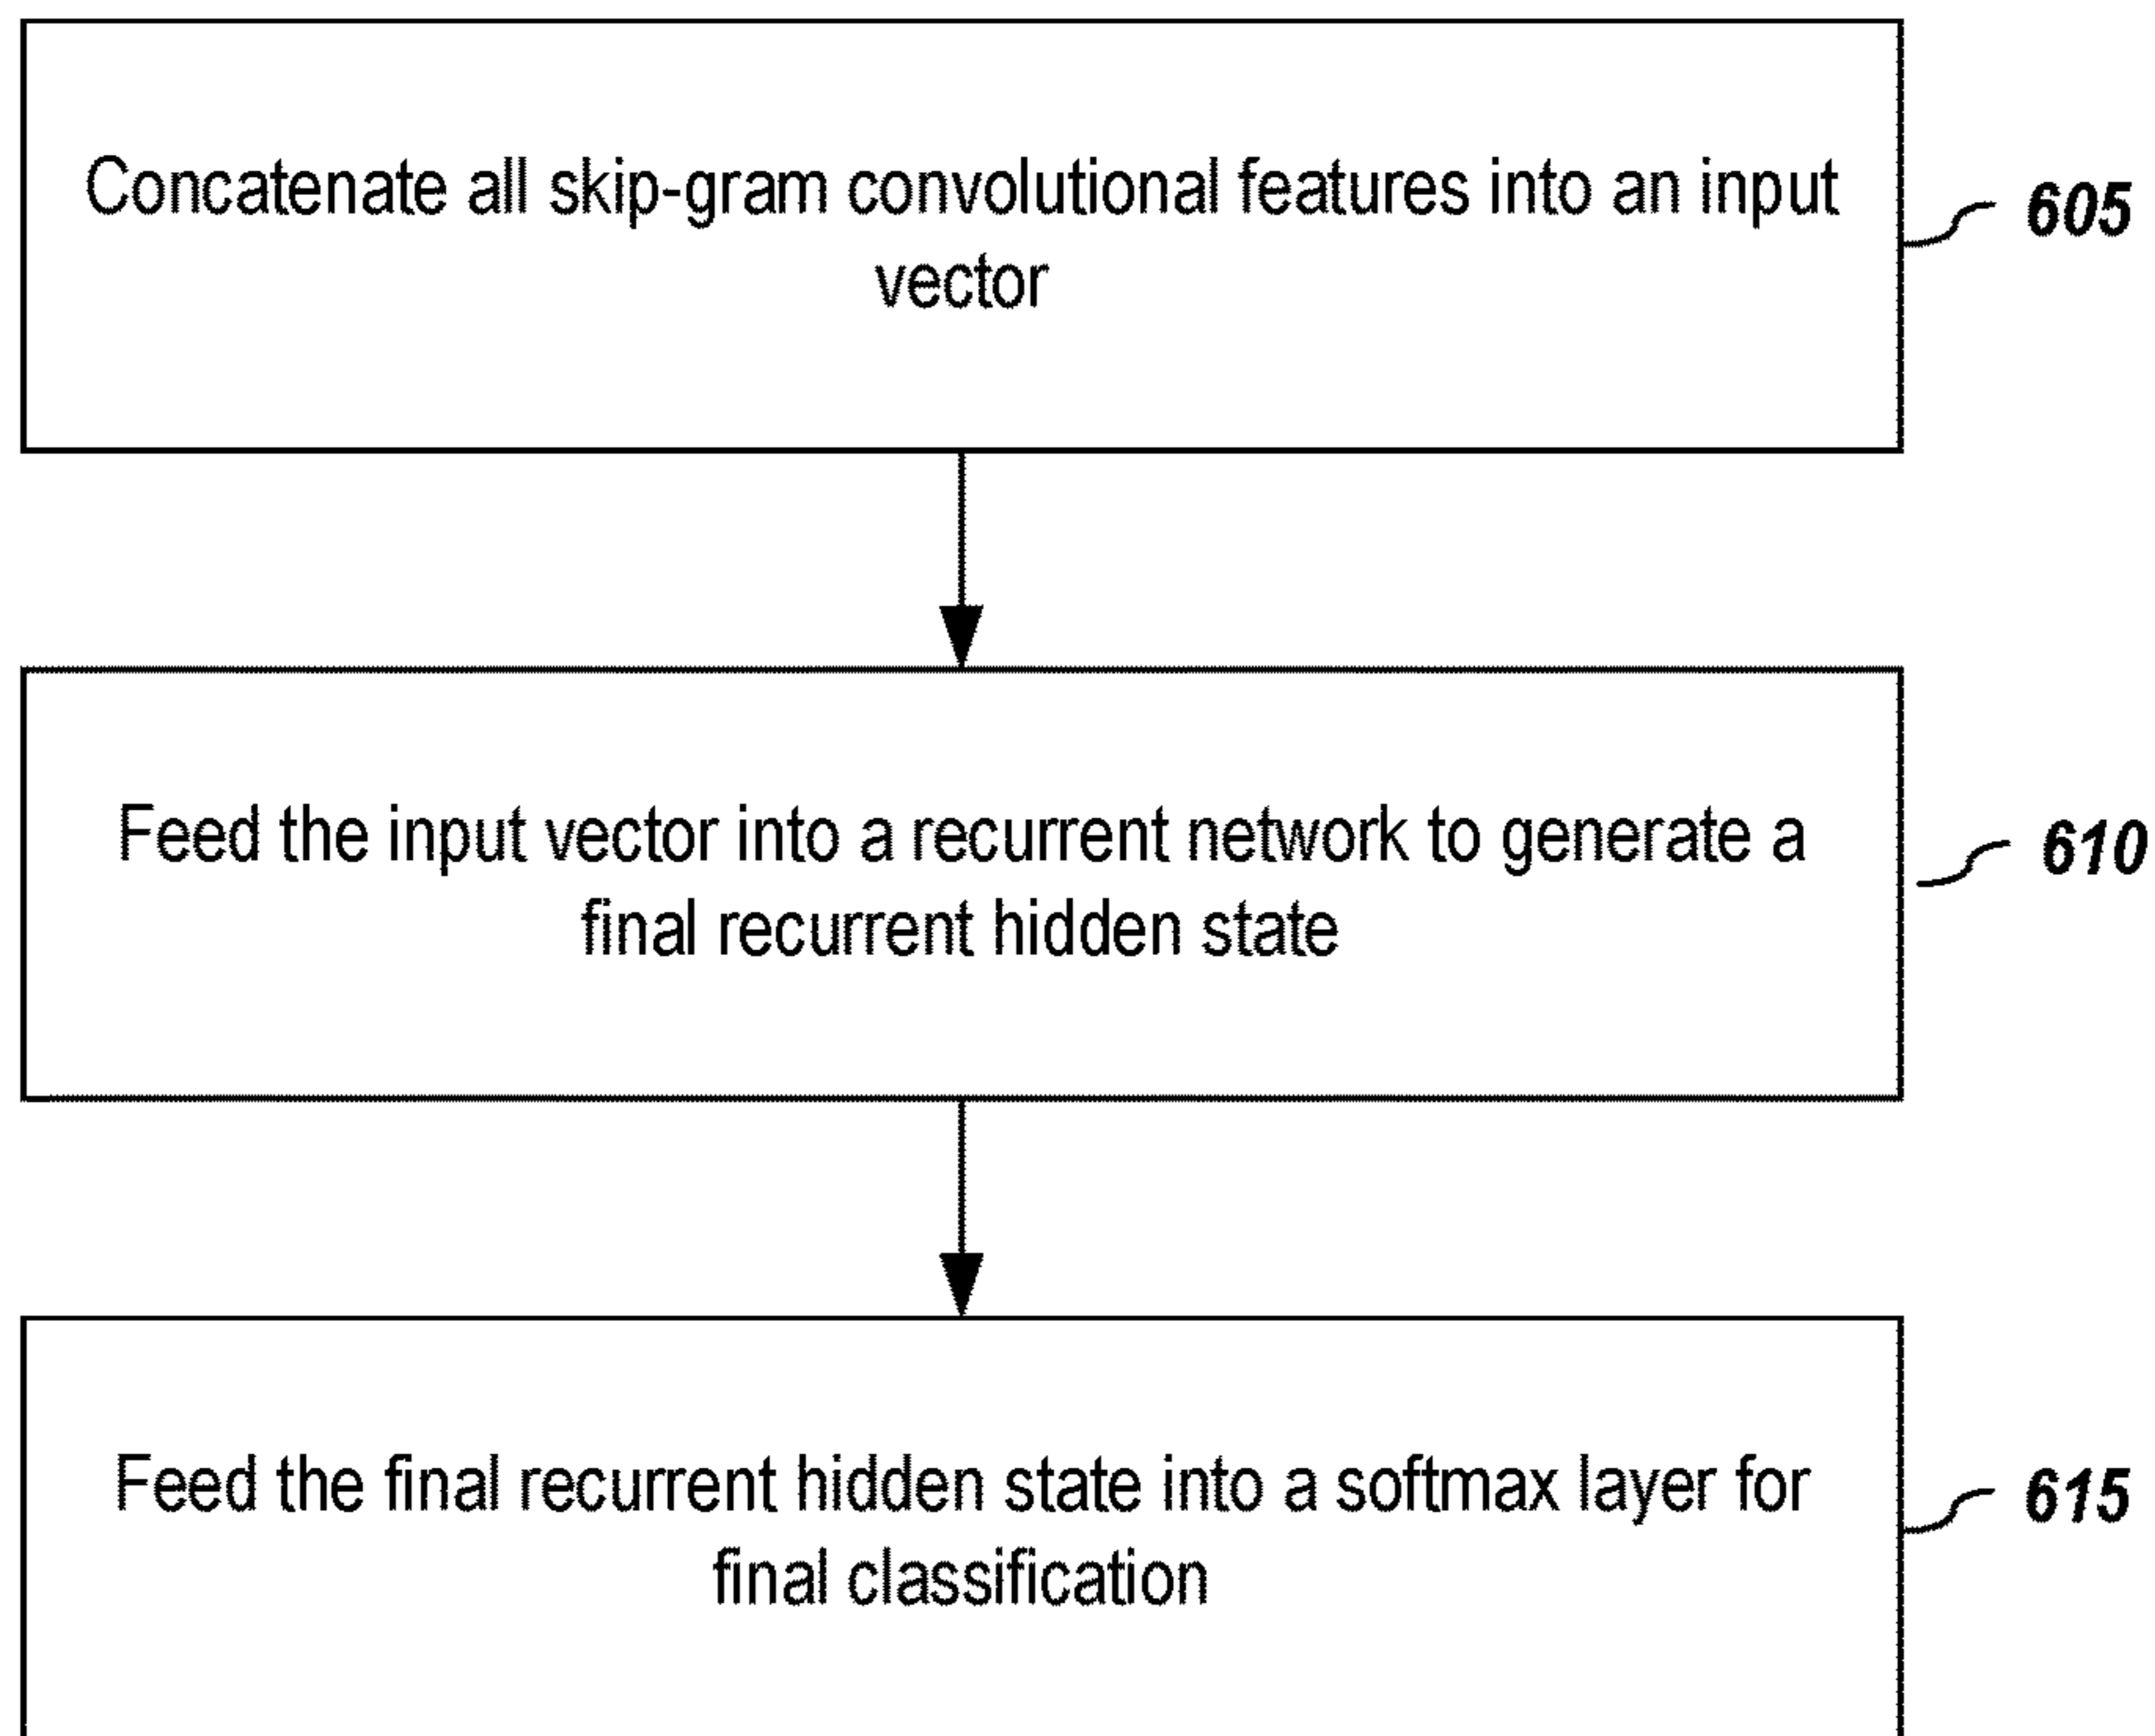 Concatenate all skip-gram convolutional features into an input
vector
605
Feed the input vector into a recurrent network to generate a
final recurrent hidden state
610
Feed the final recurrent hidden state into a softmax layer for
final classification
615